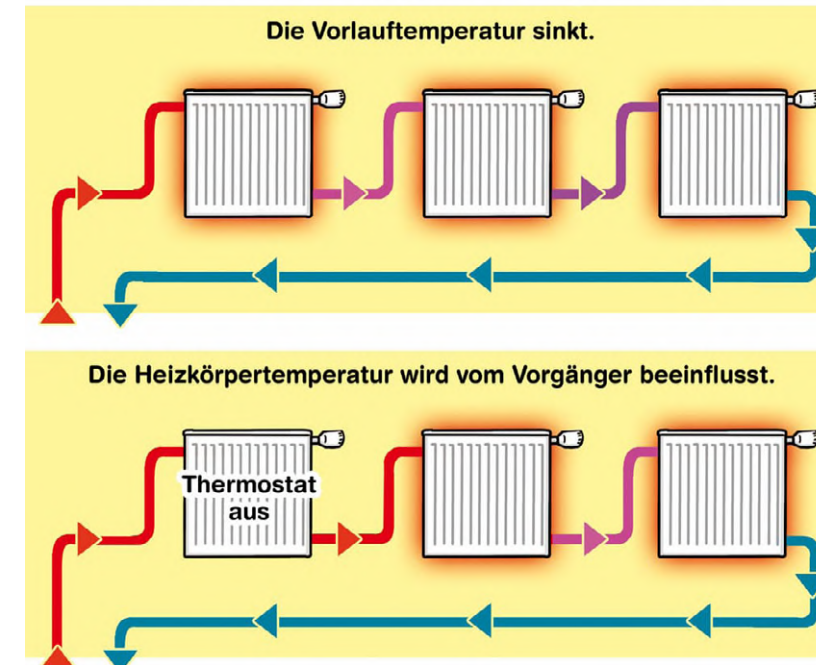 Die Vorlauftemperatur sinkt.
Die Heizkörpertemperatur wird vom Vorgänger beeinflusst.
Thermostat
aus